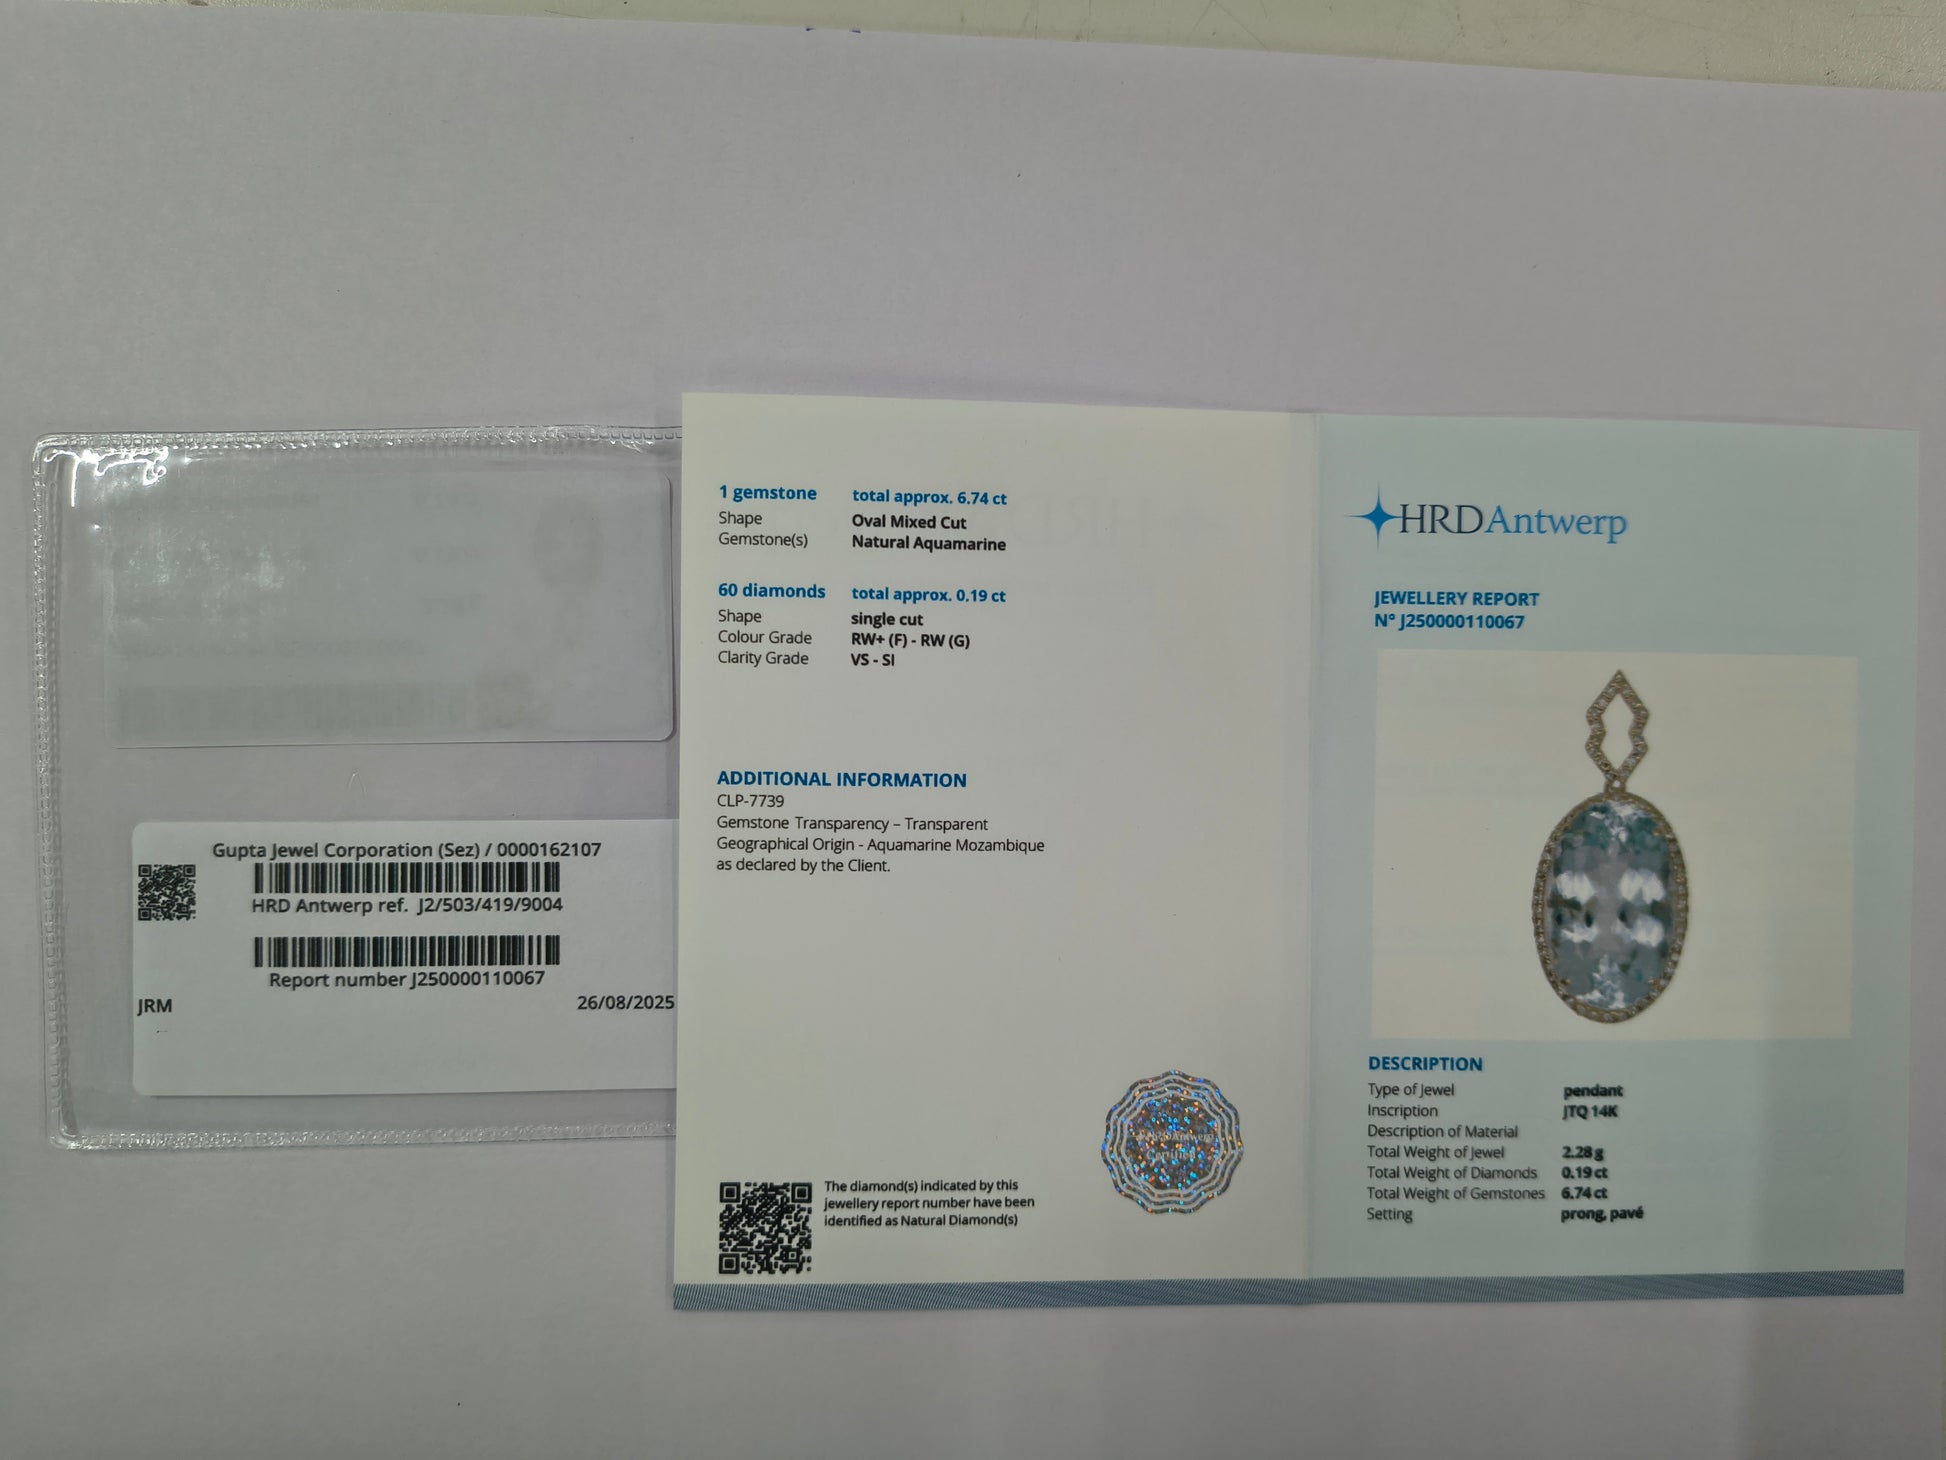 Gupta Jewel Corporation (Sez) / 0000162107
HRD Antwerp ref. J2/503/419/9004
Report number J250000110067
JRM
26/08/2025
1 gemstone total approx. 6.74 ct
Shape Oval Mixed Cut
Gemstone(s) Natural Aquamarine
60 diamonds total approx. 0.19 ct
Shape single cut
Colour Grade RW+ (F) - RW (G)
Clarity Grade VS - SI
ADDITIONAL INFORMATION
CLP-7739
Gemstone Transparency – Transparent
Geographical Origin - Aquamarine Mozambique
as declared by the Client.
The diamond(s) indicated by this
jewellery report number have been
identified as Natural Diamond(s)
HRD Antwerp
JEWELLERY REPORT
N° J250000110067
DESCRIPTION
Type of Jewel pendant
Inscription JTQ 14K
Description of Material
Total Weight of Jewel 2.28 g
Total Weight of Diamonds 0.19 ct
Total Weight of Gemstones 6.74 ct
Setting prong, pavé